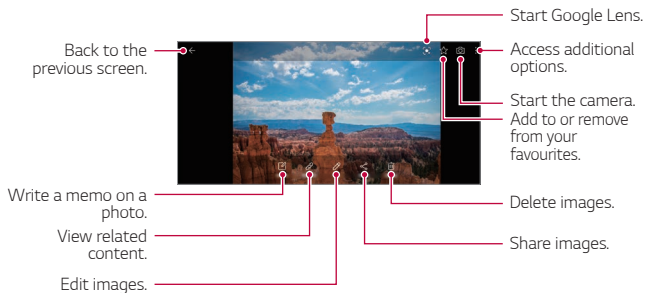 Start Google Lens.
Back to the
previous screen.
Access additional
options.
Start the camera.
Add to or remove
from your
favourites.
Write a memo on a
photo.
View related
content.
Edit images.
Delete images.
Share images.